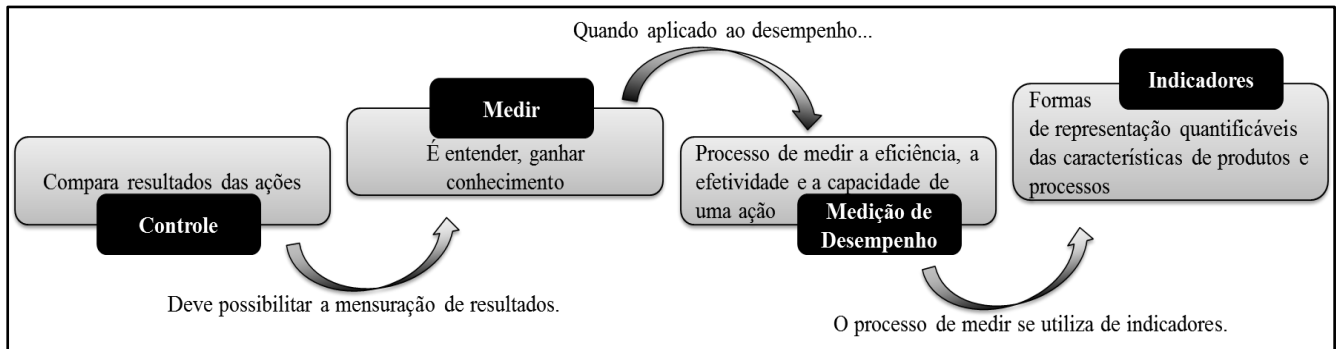 Compara resultados das ações
Controle
Deve possibilitar a mensuração de resultados.
Medir
É entender, ganhar
conhecimento
Quando aplicado ao desempenho...
Processo de medir a eficiência, a
efetividade e a capacidade de
uma ação
Medição de
Desempenho
O processo de medir se utiliza de indicadores.
Indicadores
Formas
de representação quantificáveis
das características de produtos e
processos